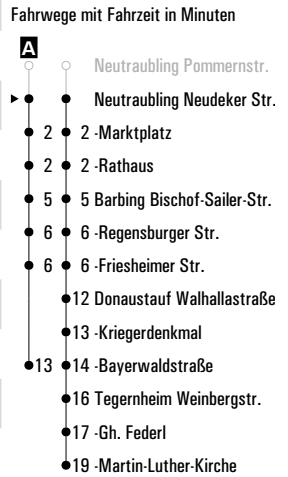 Fahrwege mit Fahrzeit in Minuten
A
Neutraubling Pommernstr.
Neutraubling Neudeker Str.
2 2 -Marktplatz
2 2 -Rathaus
5 5 Barbing Bischof-Sailer-Str.
6 6 -Regensburger Str.
6 6 -Friesheimer Str.
12 Donaustauf Walhallastraße
13 -Kriegerdenkmal
13 14 -Bayerwaldstraße
16 Tegernheim Weinbergstr.
17 -Gh. Federl
19 -Martin-Luther-Kirche